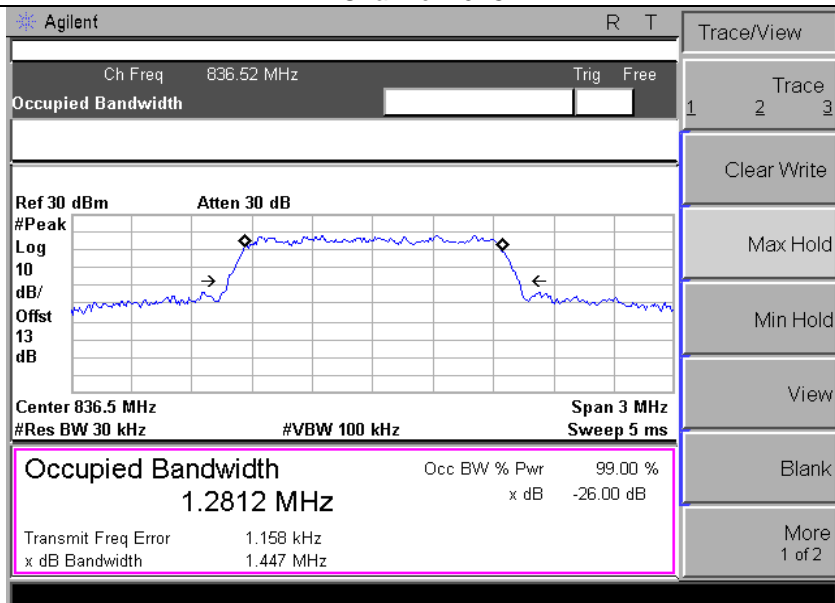 Agilent R T
Ch Freq 836.52 MHz Trig Free
Occupied Bandwidth
Ref 30 dBm Atten 30 dB
#Peak
Log
10
dB/
Offst
13
dB
Center 836.5 MHz Span 3 MHz
#Res BW 30 kHz #VBW 100 kHz Sweep 5 ms
Occupied Bandwidth Occ BW % Pwr 99.00 %
1.2812 MHz x dB -26.00 dB
Transmit Freq Error 1.158 kHz
x dB Bandwidth 1.447 MHz
Trace/View
Trace
1 2 3
Clear Write
Max Hold
Min Hold
View
Blank
More
1 of 2